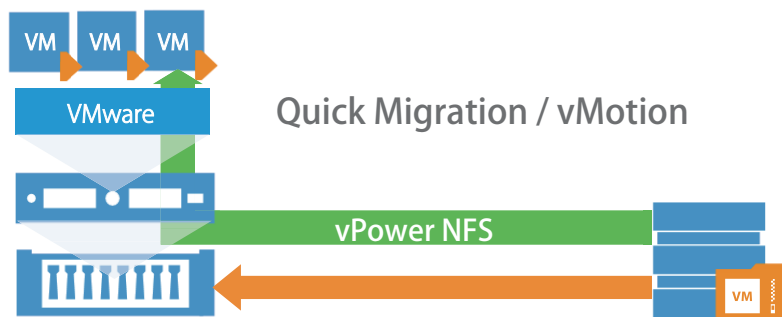 VM VM VM
VMware
Quick Migration / vMotion
vPower NFS
VM